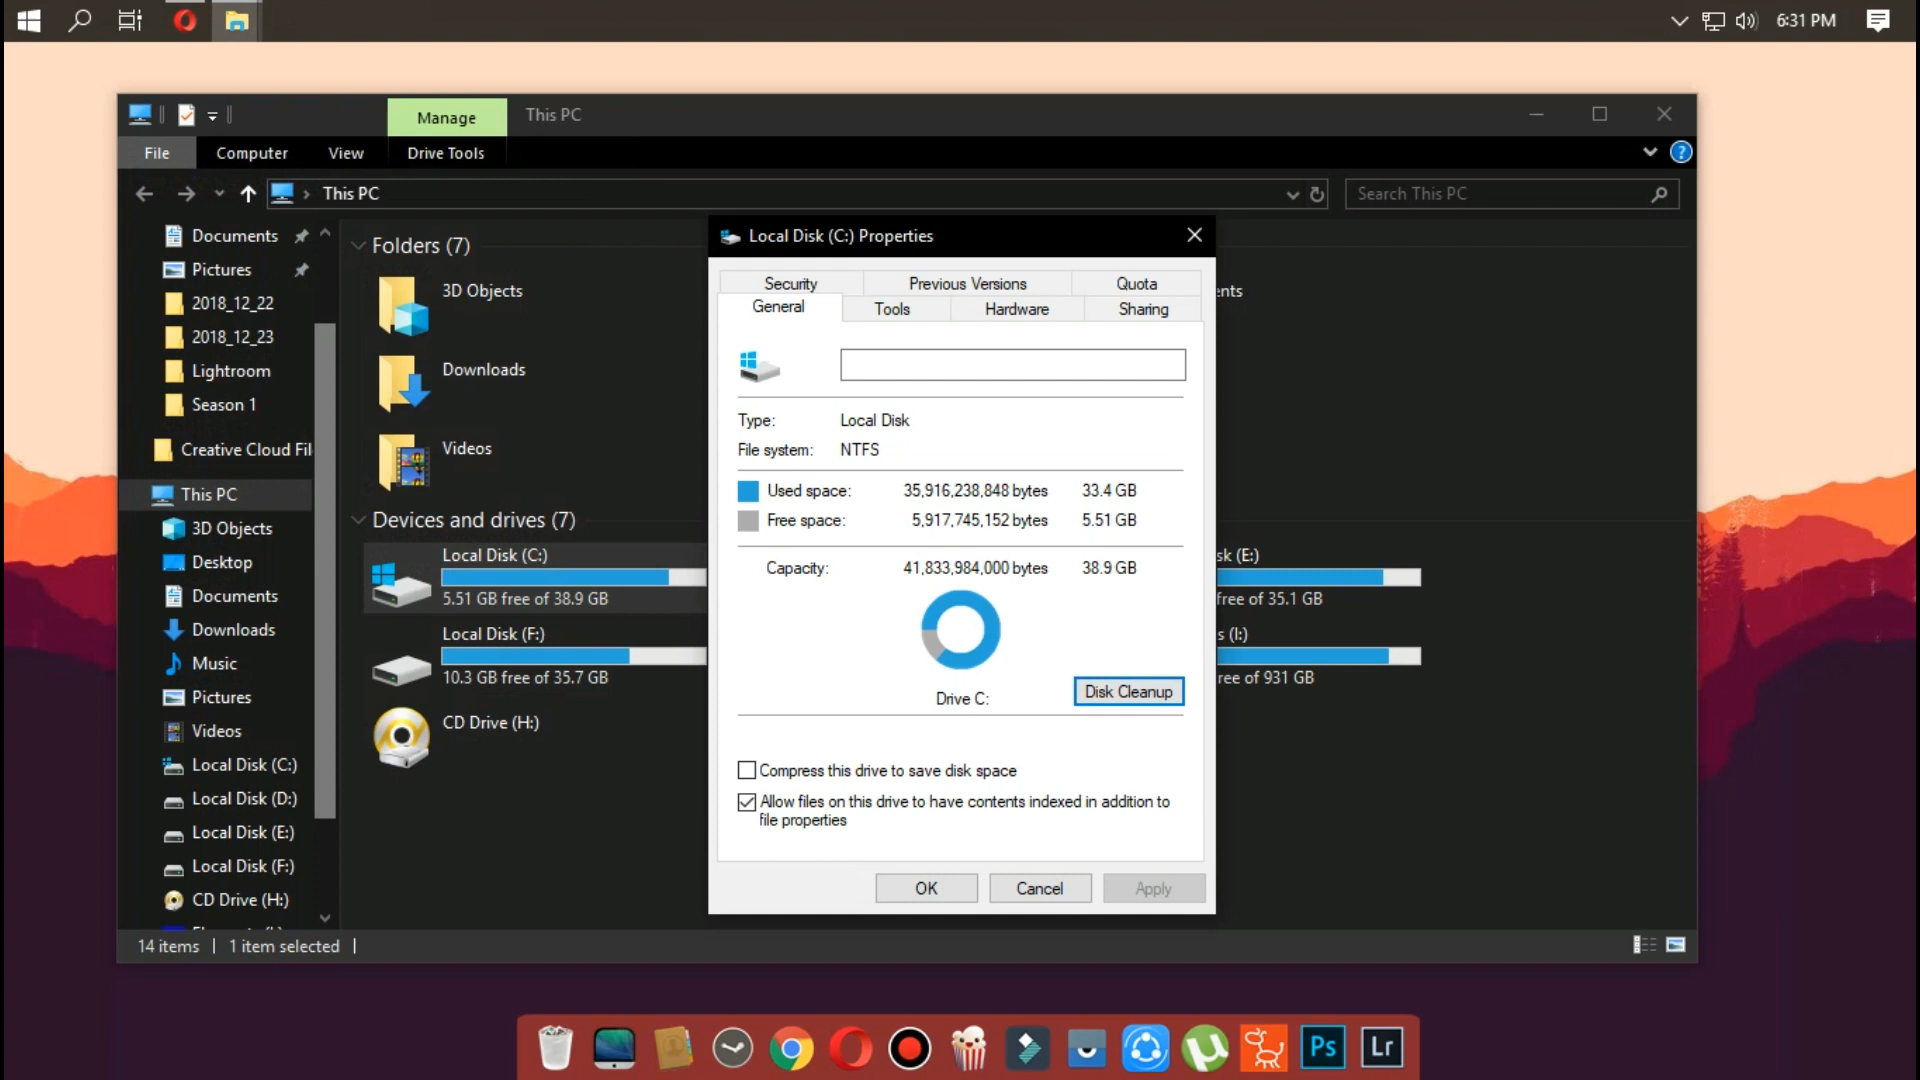 6:31 PM
Manage
This PC
File
Computer
View
Drive Tools
This PC
Search This PC
Documents
Pictures
2018_12_22
2018_12_23
Lightroom
Season 1
Creative Cloud Fil
This PC
3D Objects
Desktop
Documents
Downloads
Music
Pictures
Videos
Local Disk (C:)
Local Disk (D:)
Local Disk (E:)
Local Disk (F:)
CD Drive (H:)
Folders (7)
3D Objects
Downloads
Videos
Devices and drives (7)
Local Disk (C:)
5.51 GB free of 38.9 GB
Local Disk (F:)
10.3 GB free of 35.7 GB
CD Drive (H:)
Local Disk (C:) Properties
Security
Previous Versions
Quota
General
Tools
Hardware
Sharing
Type: Local Disk
File system: NTFS
Used space: 35,916,238,848 bytes 33.4 GB
Free space: 5,917,745,152 bytes 5.51 GB
Capacity: 41,833,984,000 bytes 38.9 GB
Drive C:
Disk Cleanup
Compress this drive to save disk space
Allow files on this drive to have contents indexed in addition to
file properties
OK
Cancel
Apply
ents
sk (E:)
free of 35.1 GB
s (I:)
ree of 931 GB
14 items
1 item selected
Ps
Lr